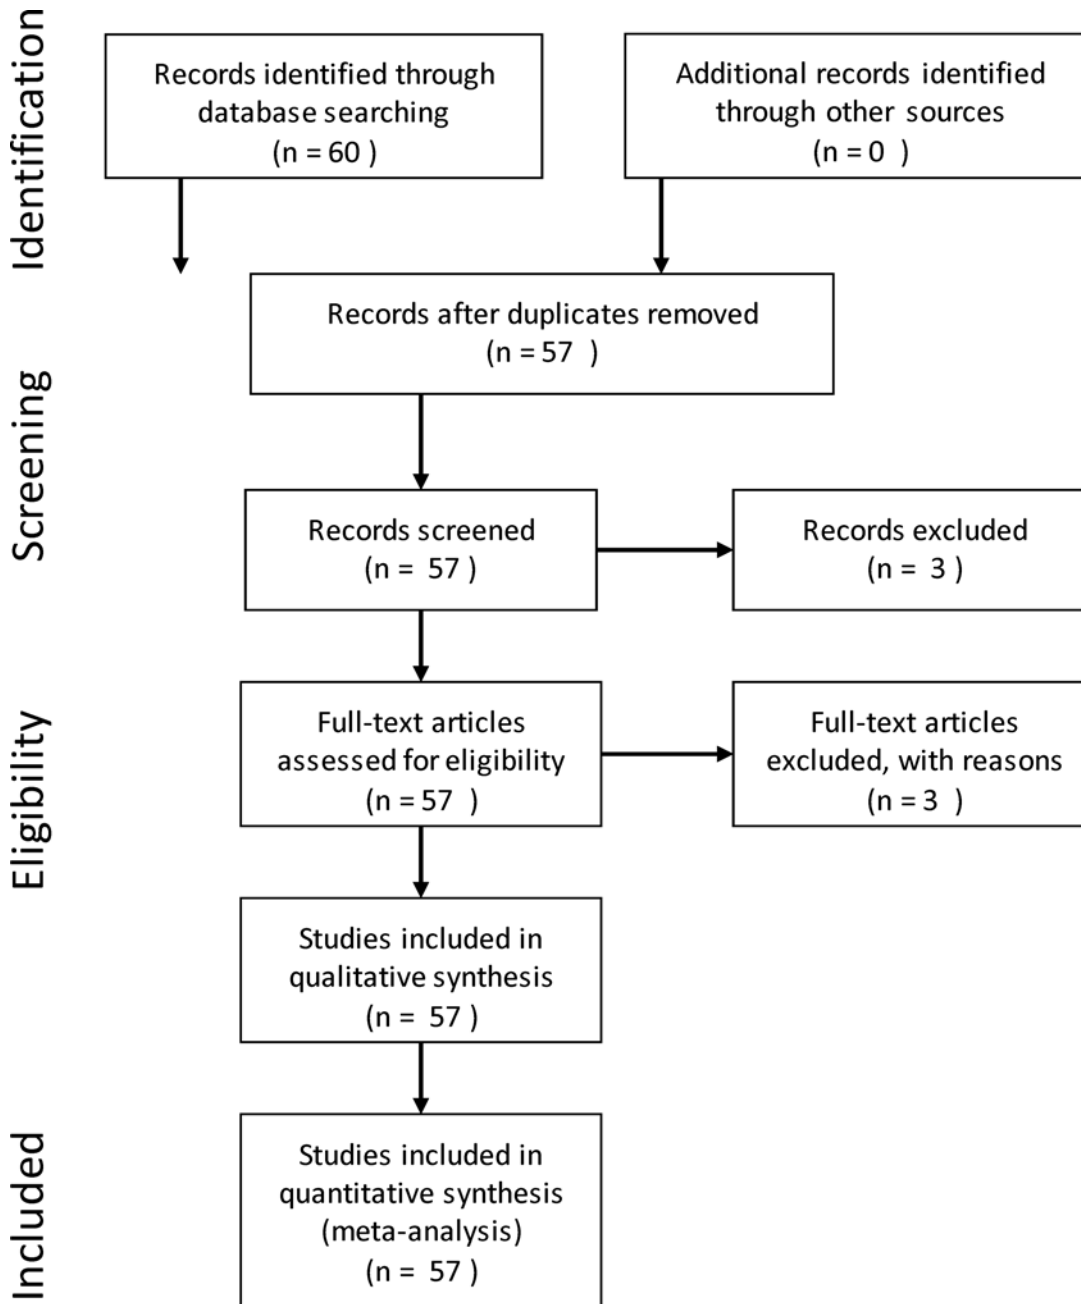 Identification
Records identified through
database searching
(n = 60 )
Additional records identified
through other sources
(n = 0 )
Records after duplicates removed
(n = 57 )
Screening
Records screened
(n = 57 )
Records excluded
(n = 3 )
Eligibility
Full-text articles
assessed for eligibility
(n = 57 )
Full-text articles
excluded, with reasons
(n = 3 )
Studies included in
qualitative synthesis
(n = 57 )
Included
Studies included in
quantitative synthesis
(meta-analysis)
(n = 57 )